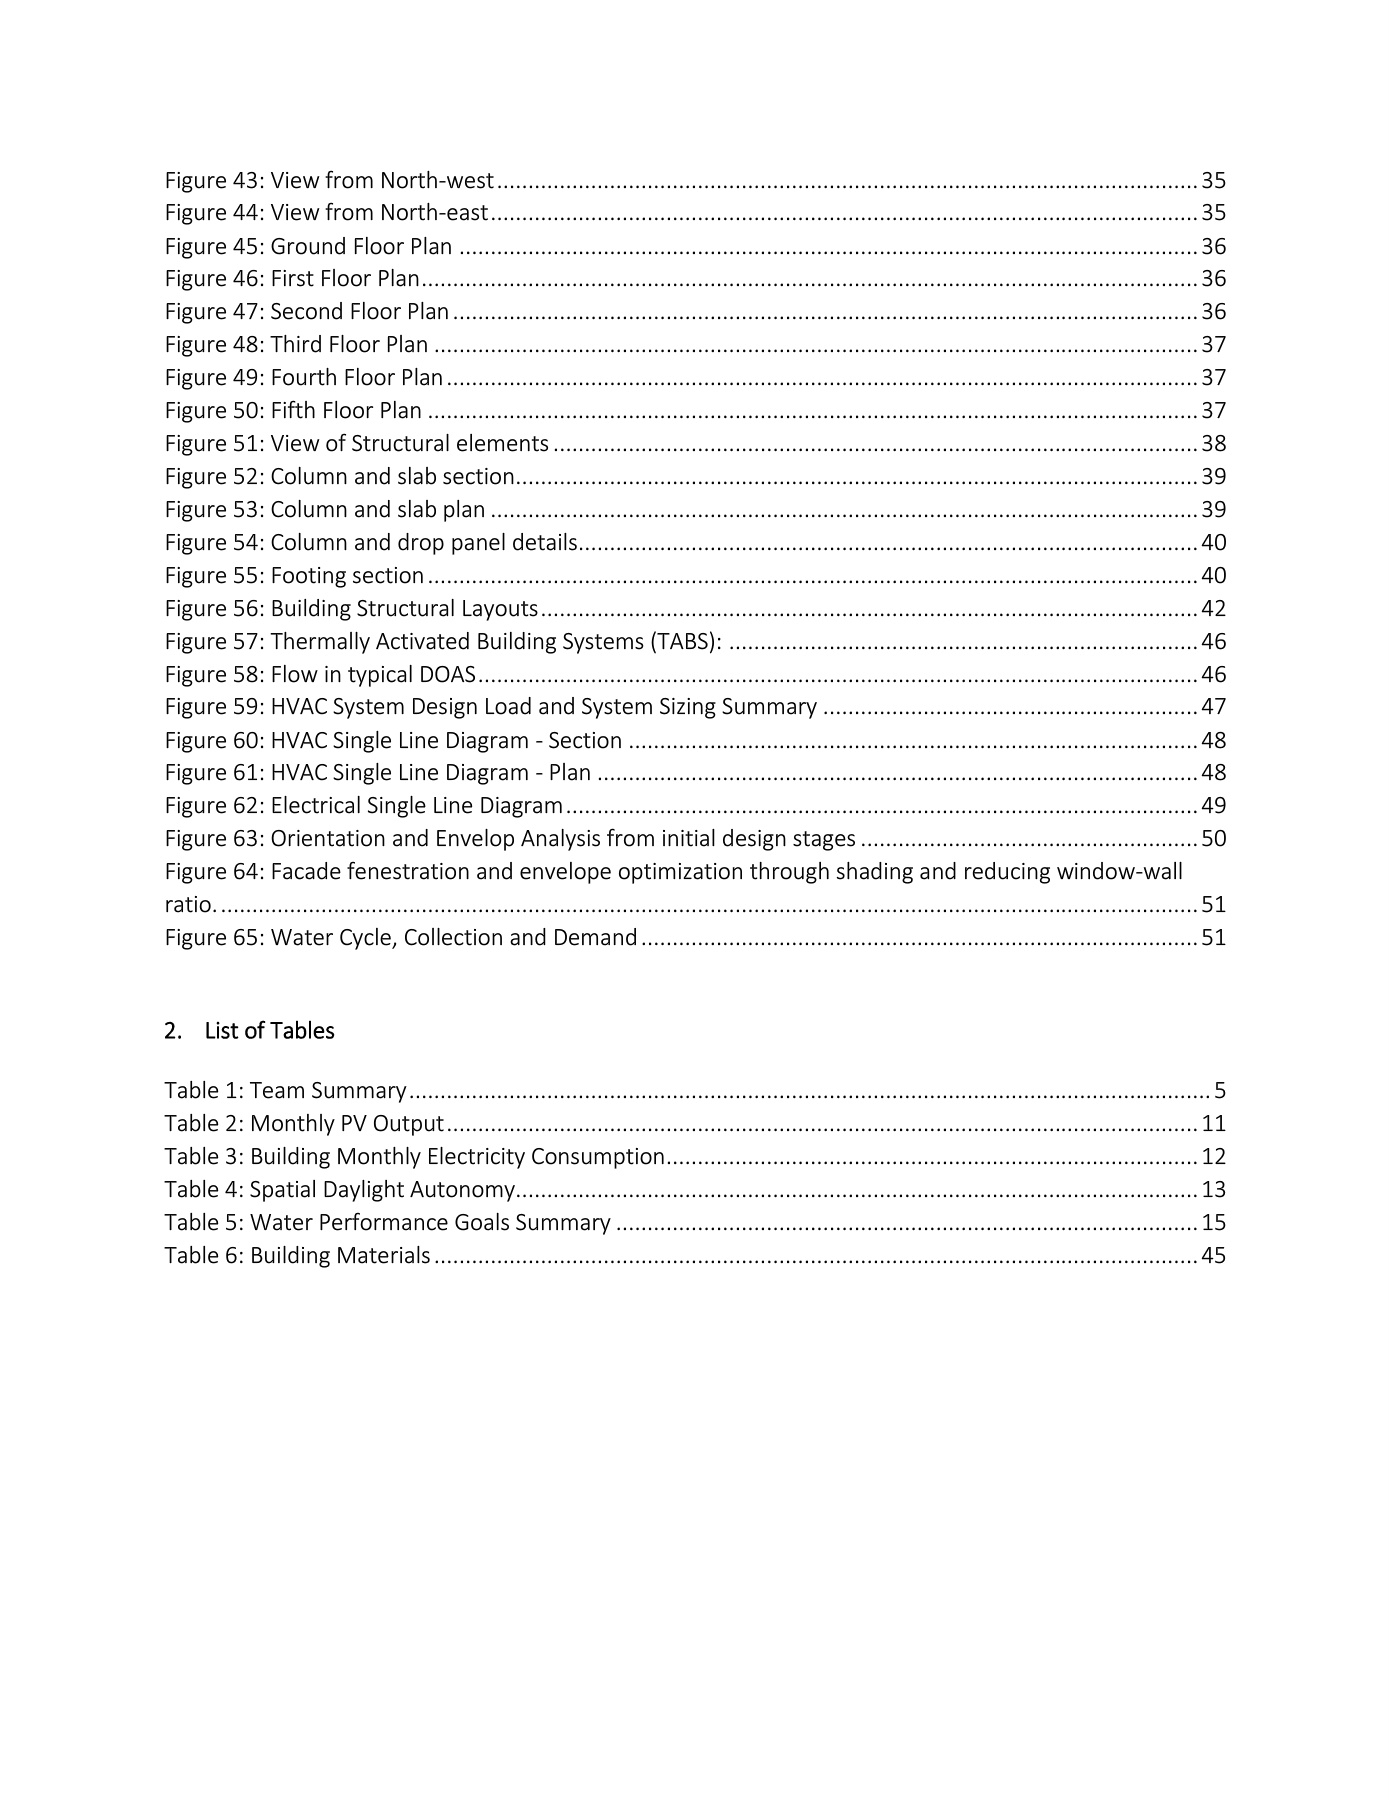 Figure 43: View from North-west 35
Figure 44: View from North-east 35
Figure 45: Ground Floor Plan 36
Figure 46: First Floor Plan 36
Figure 47: Second Floor Plan 36
Figure 48: Third Floor Plan 37
Figure 49: Fourth Floor Plan 37
Figure 50: Fifth Floor Plan 37
Figure 51: View of Structural elements 38
Figure 52: Column and slab section 39
Figure 53: Column and slab plan 39
Figure 54: Column and drop panel details 40
Figure 55: Footing section 40
Figure 56: Building Structural Layouts 42
Figure 57: Thermally Activated Building Systems (TABS): 46
Figure 58: Flow in typical DOAS 46
Figure 59: HVAC System Design Load and System Sizing Summary 47
Figure 60: HVAC Single Line Diagram - Section 48
Figure 61: HVAC Single Line Diagram - Plan 48
Figure 62: Electrical Single Line Diagram 49
Figure 63: Orientation and Envelop Analysis from initial design stages 50
Figure 64: Facade fenestration and envelope optimization through shading and reducing window-wall
ratio. 51
Figure 65: Water Cycle, Collection and Demand 51
2. List of Tables
Table 1: Team Summary 5
Table 2: Monthly PV Output 11
Table 3: Building Monthly Electricity Consumption 12
Table 4: Spatial Daylight Autonomy 13
Table 5: Water Performance Goals Summary 15
Table 6: Building Materials 45